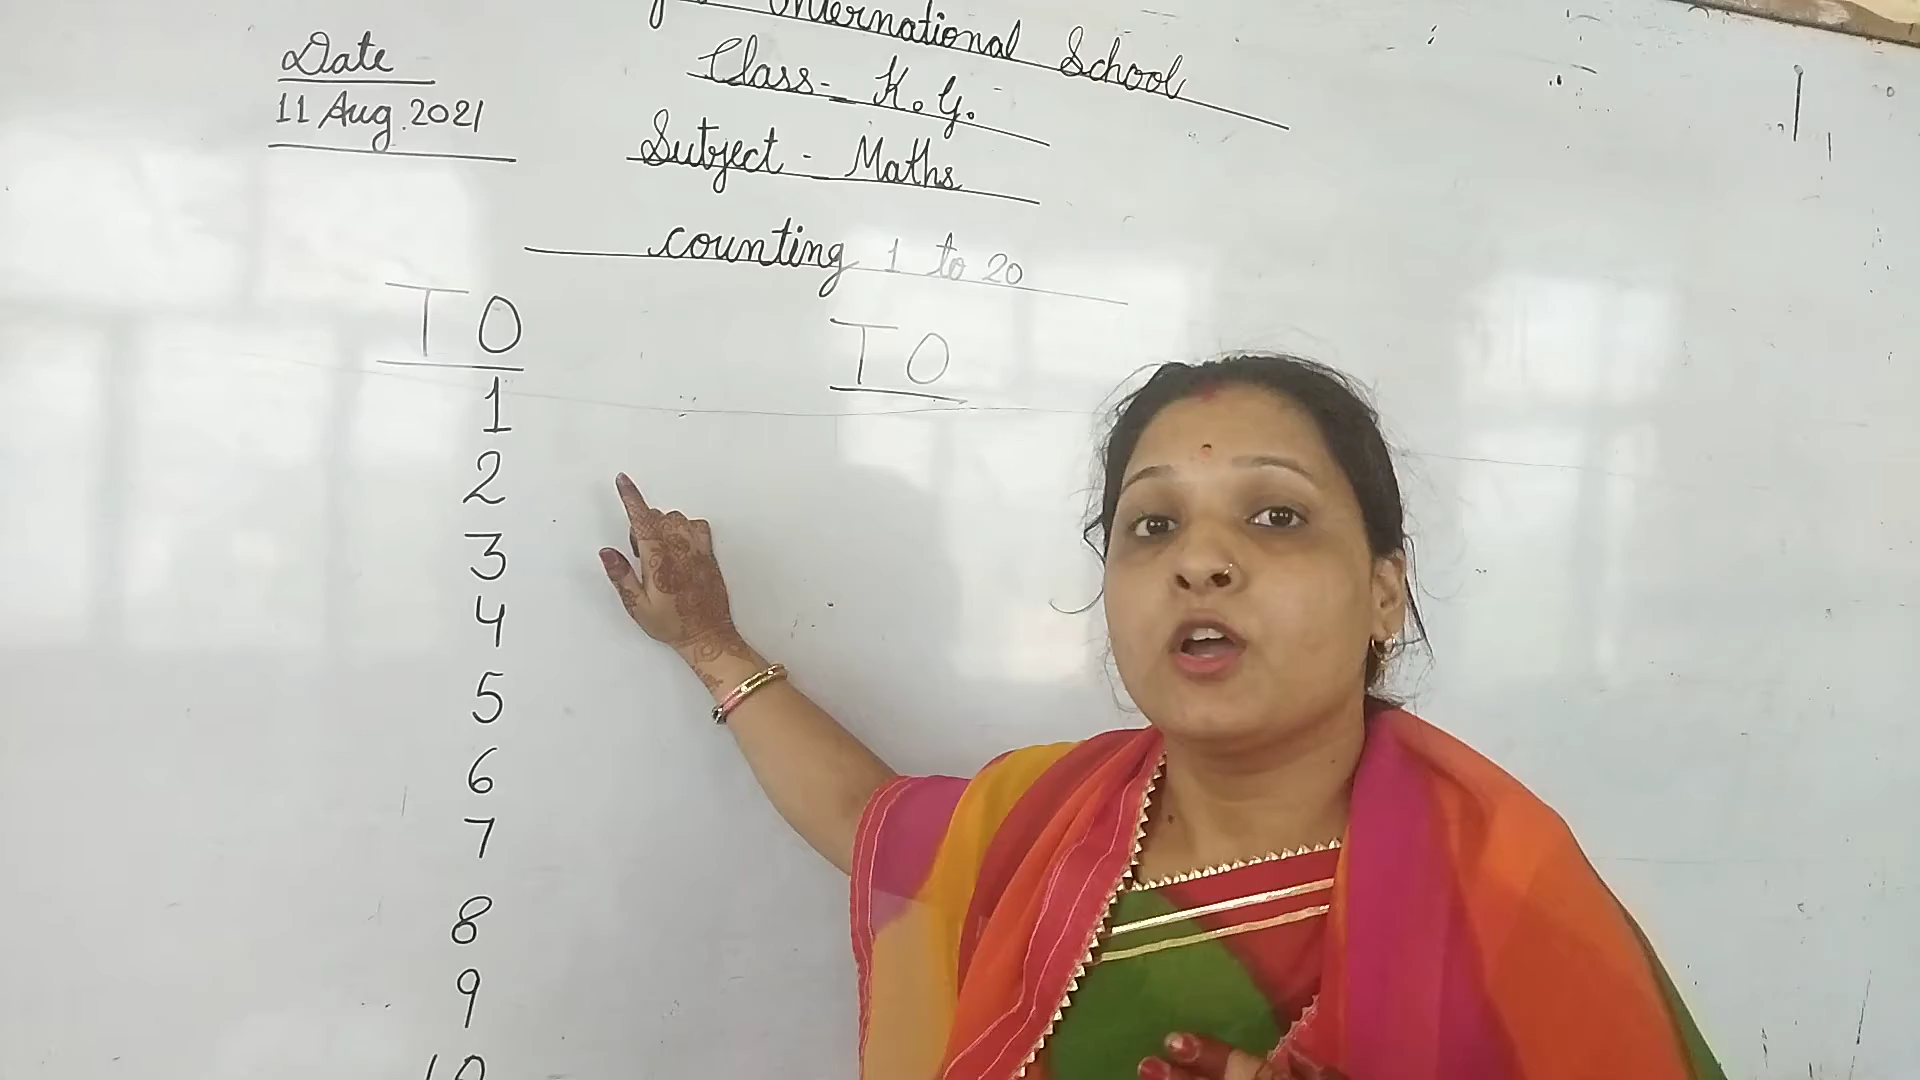 Date
11 Aug. 2021
International School
Class- K.G.
Subject - Maths
counting 1 to 20
T O
T O
1
2
3
4
5
6
7
8
9
10